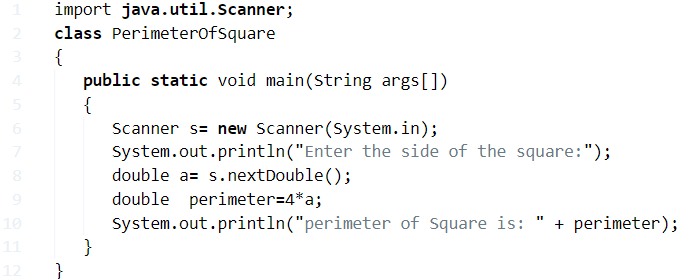 1 import java.util.Scanner;
2 class PerimeterOfSquare
3 {
4 public static void main(String args[])
5 {
6 Scanner s= new Scanner(System.in);
7 System.out.println("Enter the side of the square:");
8 double a= s.nextDouble();
9 double  perimeter=4*a;
10 System.out.println("perimeter of Square is: " + perimeter);
11 }
12 }